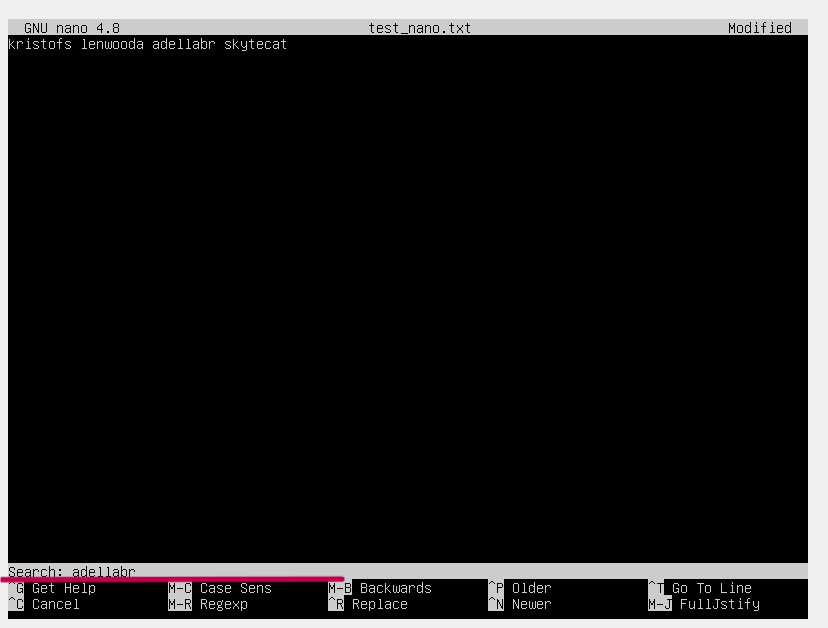 GNU nano 4.8 test_nano.txt Modified
kristofs lenwooda adellabr skytecat
Search: adellabr
^G Get Help M-C Case Sens M-B Backwards ^P Older ^T Go To Line
^C Cancel M-R Regexp ^R Replace ^N Newer M-J FullJstify